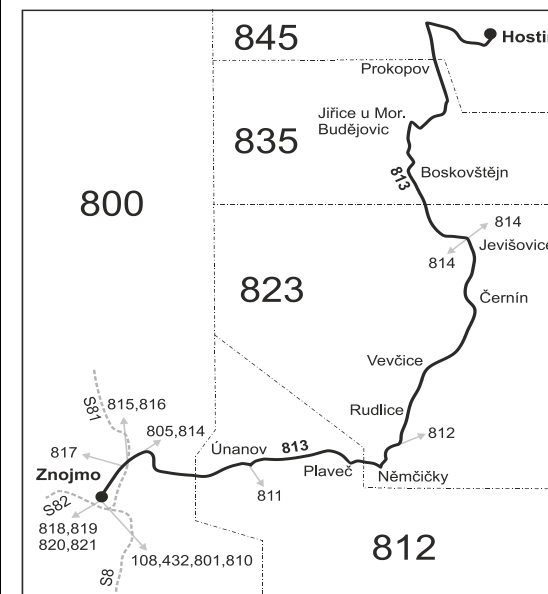 845
Hostin
Prokopov
Jiřice u Mor.
Budějovic
835
813
Boskovštějn
800
814
Jevišovice
814
823
Černín
Vevčice
Rudlice
812
S81
815,816
805,814
Únanov
813
817
Plaveč
Němčičky
Znojmo
811
S82
818,819
820,821
108,432,801,810
S8
812